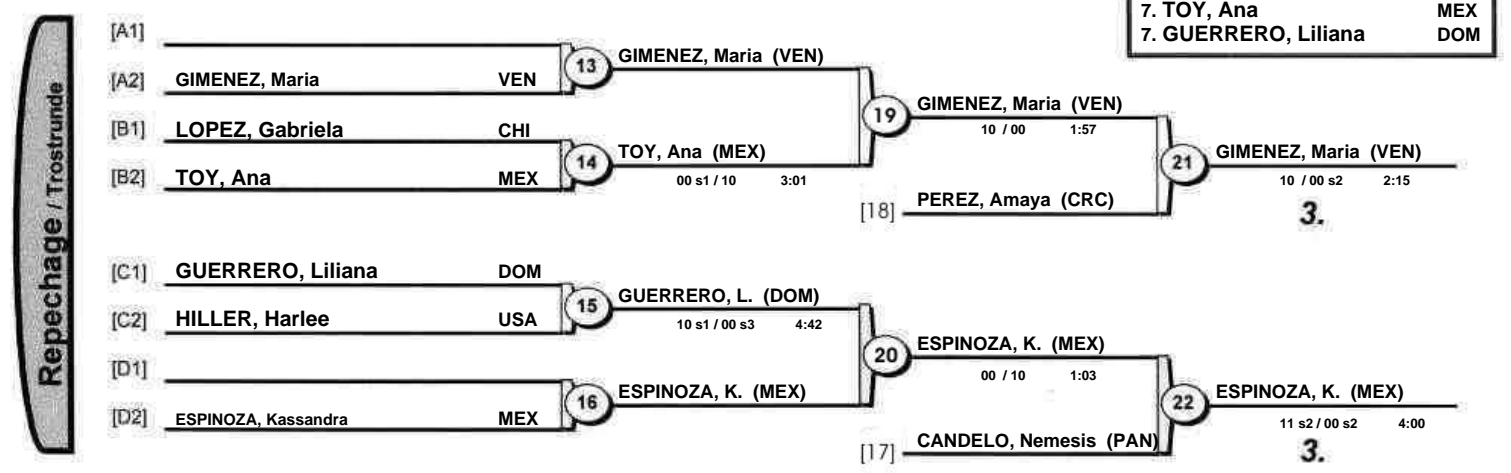 7. TOY, Ana MEX
7. GUERRERO, Liliana DOM
Repechage / Trostrunde
[A1]
[A2] GIMENEZ, Maria VEN
13 GIMENEZ, Maria (VEN)
[B1] LOPEZ, Gabriela CHI
[B2] TOY, Ana MEX
14 TOY, Ana (MEX)
00 s1 / 10 3:01
19 GIMENEZ, Maria (VEN)
10 / 00 1:57
[18] PEREZ, Amaya (CRC)
21 GIMENEZ, Maria (VEN)
10 / 00 s2 2:15
3.
[C1] GUERRERO, Liliana DOM
[C2] HILLER, Harlee USA
15 GUERRERO, L. (DOM)
10 s1 / 00 s3 4:42
[D1]
[D2] ESPINOZA, Kassandra MEX
16 ESPINOZA, K. (MEX)
20 ESPINOZA, K. (MEX)
00 / 10 1:03
[17] CANDELO, Nemesis (PAN)
22 ESPINOZA, K. (MEX)
11 s2 / 00 s2 4:00
3.